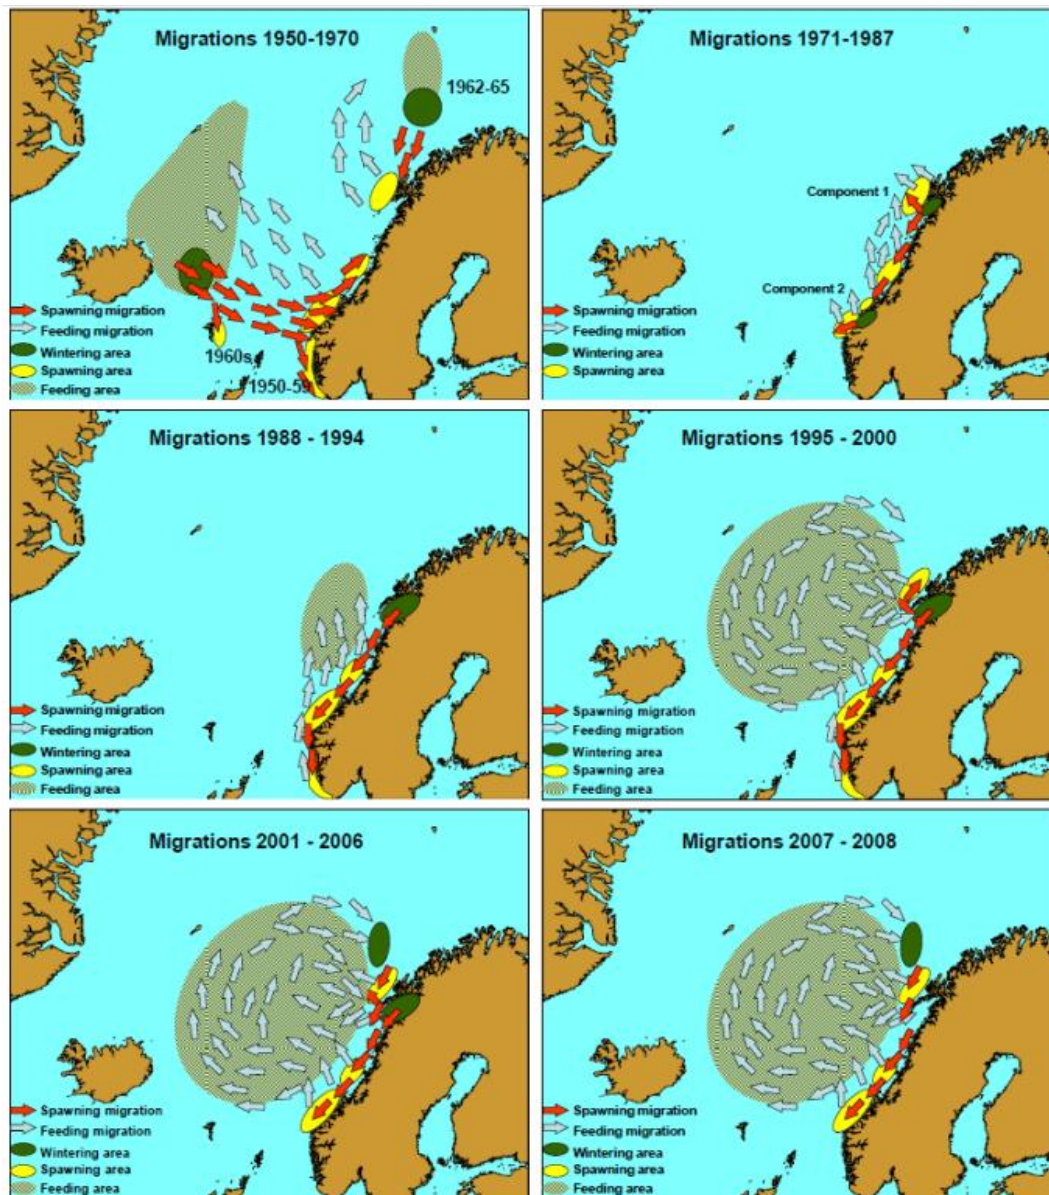 Migrations 1950-1970
1962-65
Spawning migration
Feeding migration
Wintering area
Spawning area
Feeding area
1960s
1950-59
Migrations 1971-1987
Component 1
Component 2
Spawning migration
Feeding migration
Wintering area
Spawning area
Migrations 1988 - 1994
Spawning migration
Feeding migration
Wintering area
Spawning area
Feeding area
Migrations 1995 - 2000
Spawning migration
Feeding migration
Wintering area
Spawning area
Feeding area
Migrations 2001 - 2006
Spawning migration
Feeding migration
Wintering area
Spawning area
Feeding area
Migrations 2007 - 2008
Spawning migration
Feeding migration
Wintering area
Spawning area
Feeding area